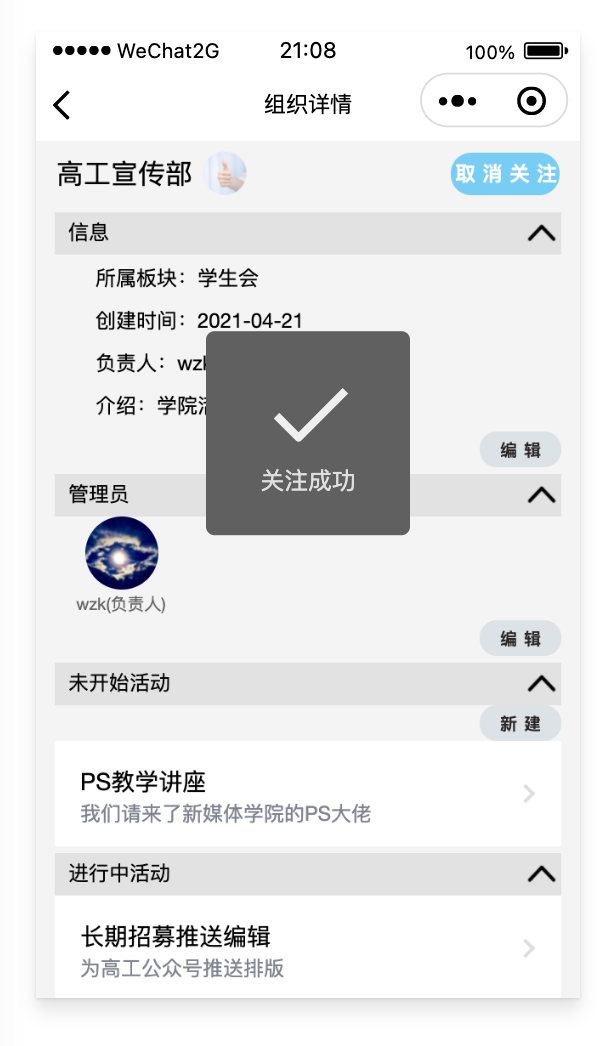 WeChat2G 21:08 100%
组织详情
高工宣传部 取消关注
信息
所属板块：学生会
创建时间：2021-04-21
负责人：wzk
介绍：学院
关注成功
编辑
管理员
wzk(负责人)
编辑
未开始活动
新建
PS教学讲座
我们请来了新媒体学院的PS大佬
进行中活动
长期招募推送编辑
为高工公众号推送排版